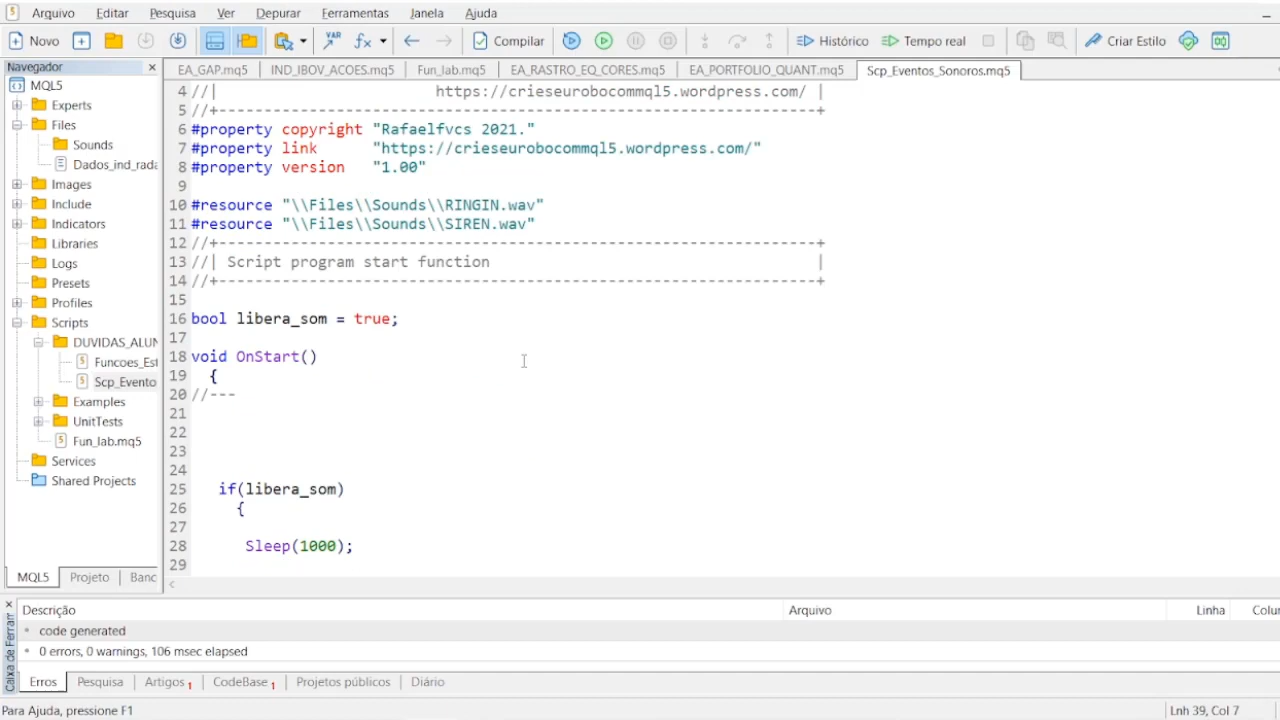 Arquivo Editar Pesquisa Ver Depurar Ferramentas Janela Ajuda
Novo VAR fx Compilar Histórico Tempo real Criar Estilo
Navegador
MQL5
Experts
Files
Sounds
Dados_ind_rada
Images
Include
Indicators
Libraries
Logs
Presets
Profiles
Scripts
DUVIDAS_ALUN
Funcoes_Est
Scp_Evento
Examples
UnitTests
Fun_lab.mq5
Services
Shared Projects
MQL5 Projeto Banc
EA_GAP.mq5 IND_IBOV_ACOES.mq5 Fun_lab.mq5 EA_RASTRO_EQ_CORES.mq5 EA_PORTFOLIO_QUANT.mq5 Scp_Eventos_Sonoros.mq5
4 //| https://crieseurobocommql5.wordpress.com/ |
5 //+------------------------------------------------------------------+
6 #property copyright "Rafaelfvcs 2021."
7 #property link "https://crieseurobocommql5.wordpress.com/"
8 #property version "1.00"
9
10 #resource "\\Files\\Sounds\\RINGIN.wav"
11 #resource "\\Files\\Sounds\\SIREN.wav"
12 //+------------------------------------------------------------------+
13 //| Script program start function |
14 //+------------------------------------------------------------------+
15
16 bool libera_som = true;
17
18 void OnStart()
19 {
20 //---
21
22
23
24
25 if(libera_som)
26 {
27
28 Sleep(1000);
29
Caixa de Ferram
Descrição Arquivo Linha Colu
code generated
0 errors, 0 warnings, 106 msec elapsed
Erros Pesquisa Artigos 1 CodeBase 1 Projetos públicos Diário
Para Ajuda, pressione F1 Lnh 39, Col 7